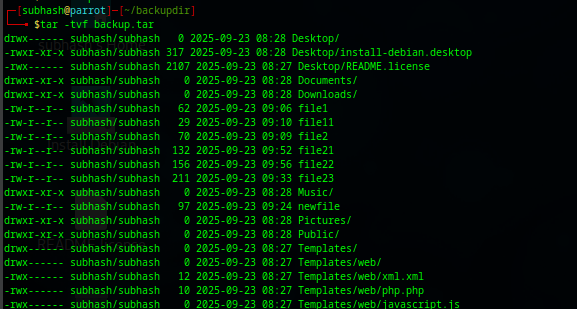 ┌─[subhash@parrot]─[~/backupdir]
└──╼ $tar -tvf backup.tar
drwx------ subhash/subhash   0 2025-09-23 08:28 Desktop/
-rwxr-xr-x subhash/subhash 317 2025-09-23 08:28 Desktop/install-debian.desktop
-rwx------ subhash/subhash 2107 2025-09-23 08:27 Desktop/README.license
drwxr-xr-x subhash/subhash    0 2025-09-23 08:28 Documents/
drwxr-xr-x subhash/subhash    0 2025-09-23 08:28 Downloads/
-rw-r--r-- subhash/subhash   62 2025-09-23 09:06 file1
-rw-r--r-- subhash/subhash   29 2025-09-23 09:10 file11
-rw-r--r-- subhash/subhash   70 2025-09-23 09:09 file2
-rw-r--r-- subhash/subhash  132 2025-09-23 09:52 file21
-rw-r--r-- subhash/subhash  156 2025-09-23 09:56 file22
-rw-r--r-- subhash/subhash  211 2025-09-23 09:33 file23
drwxr-xr-x subhash/subhash    0 2025-09-23 08:28 Music/
-rw-r--r-- subhash/subhash   97 2025-09-23 09:24 newfile
drwxr-xr-x subhash/subhash    0 2025-09-23 08:28 Pictures/
drwxr-xr-x subhash/subhash    0 2025-09-23 08:28 Public/
drwx------ subhash/subhash    0 2025-09-23 08:27 Templates/
drwx------ subhash/subhash    0 2025-09-23 08:27 Templates/web/
-rwx------ subhash/subhash   12 2025-09-23 08:27 Templates/web/xml.xml
-rwx------ subhash/subhash   10 2025-09-23 08:27 Templates/web/php.php
-rwx------ subhash/subhash    0 2025-09-23 08:27 Templates/web/javascript.js